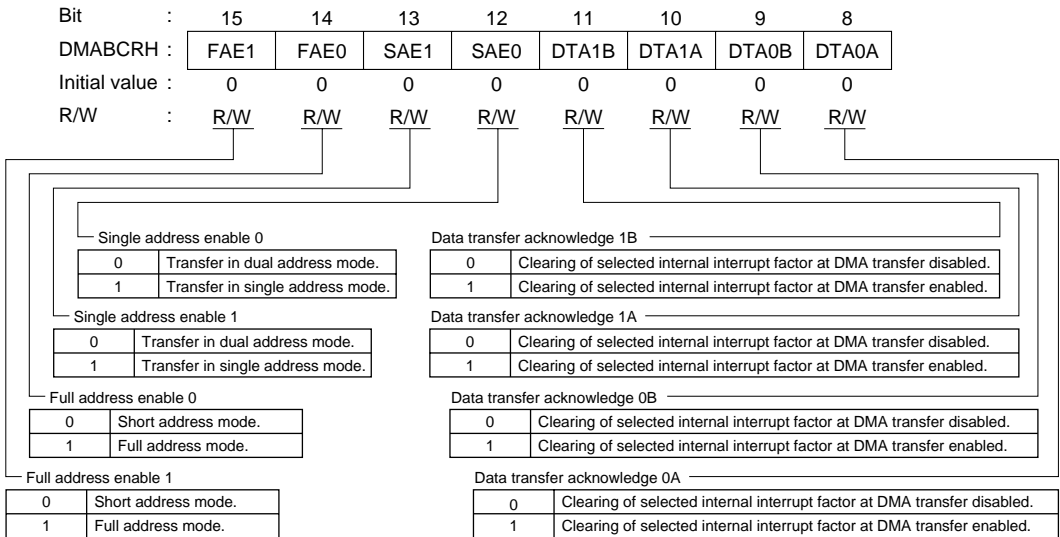 Bit : 15 14 13 12 11 10 9 8
DMABCRH : FAE1 FAE0 SAE1 SAE0 DTA1B DTA1A DTA0B DTA0A
Initial value : 0 0 0 0 0 0 0 0
R/W : R/W R/W R/W R/W R/W R/W R/W R/W
Single address enable 0
0 Transfer in dual address mode.
1 Transfer in single address mode.
Data transfer acknowledge 1B
0 Clearing of selected internal interrupt factor at DMA transfer disabled.
1 Clearing of selected internal interrupt factor at DMA transfer enabled.
Single address enable 1
0 Transfer in dual address mode.
1 Transfer in single address mode.
Data transfer acknowledge 1A
0 Clearing of selected internal interrupt factor at DMA transfer disabled.
1 Clearing of selected internal interrupt factor at DMA transfer enabled.
Full address enable 0
0 Short address mode.
1 Full address mode.
Data transfer acknowledge 0B
0 Clearing of selected internal interrupt factor at DMA transfer disabled.
1 Clearing of selected internal interrupt factor at DMA transfer enabled.
Full address enable 1
0 Short address mode.
1 Full address mode.
Data transfer acknowledge 0A
0 Clearing of selected internal interrupt factor at DMA transfer disabled.
1 Clearing of selected internal interrupt factor at DMA transfer enabled.